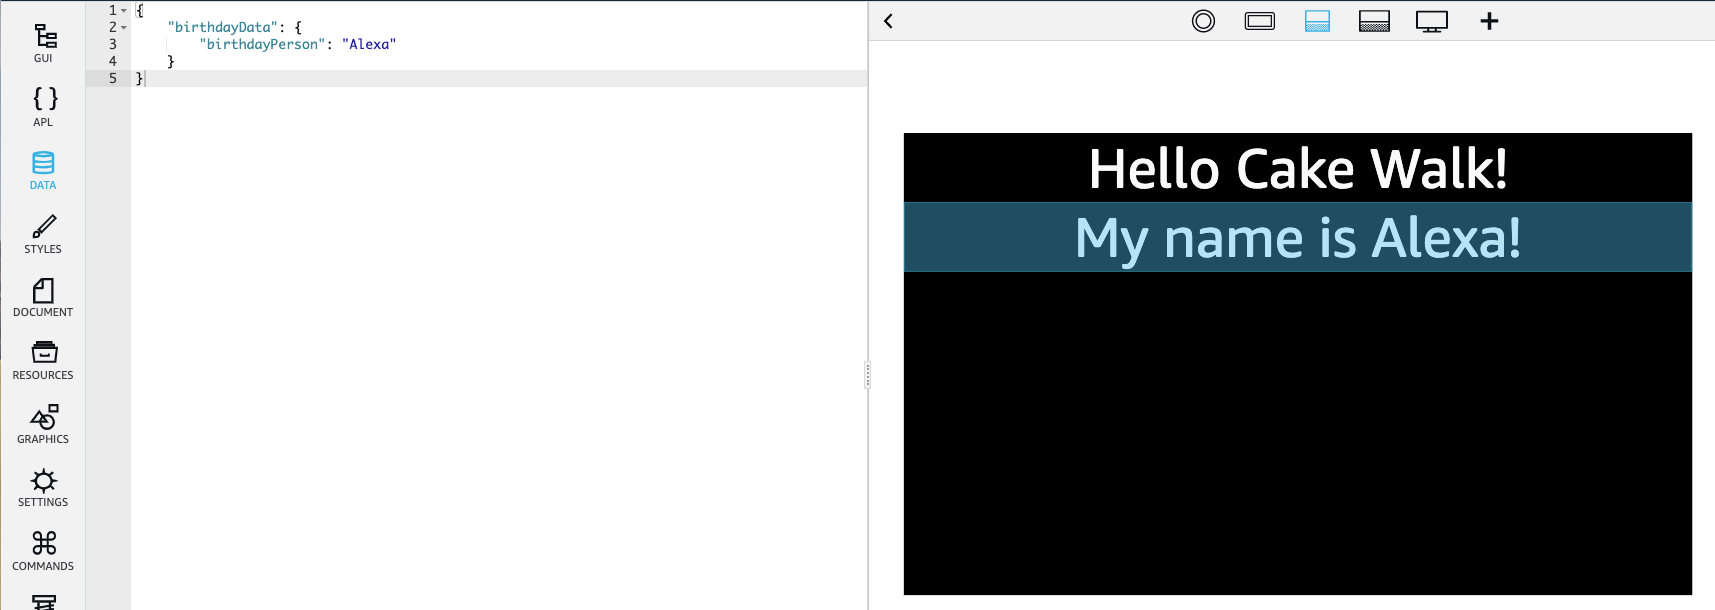 GUI
APL
DATA
STYLES
DOCUMENT
RESOURCES
GRAPHICS
SETTINGS
COMMANDS
1 {
2 "birthdayData": {
3 "birthdayPerson": "Alexa"
4 }
5 }
Hello Cake Walk!
My name is Alexa!